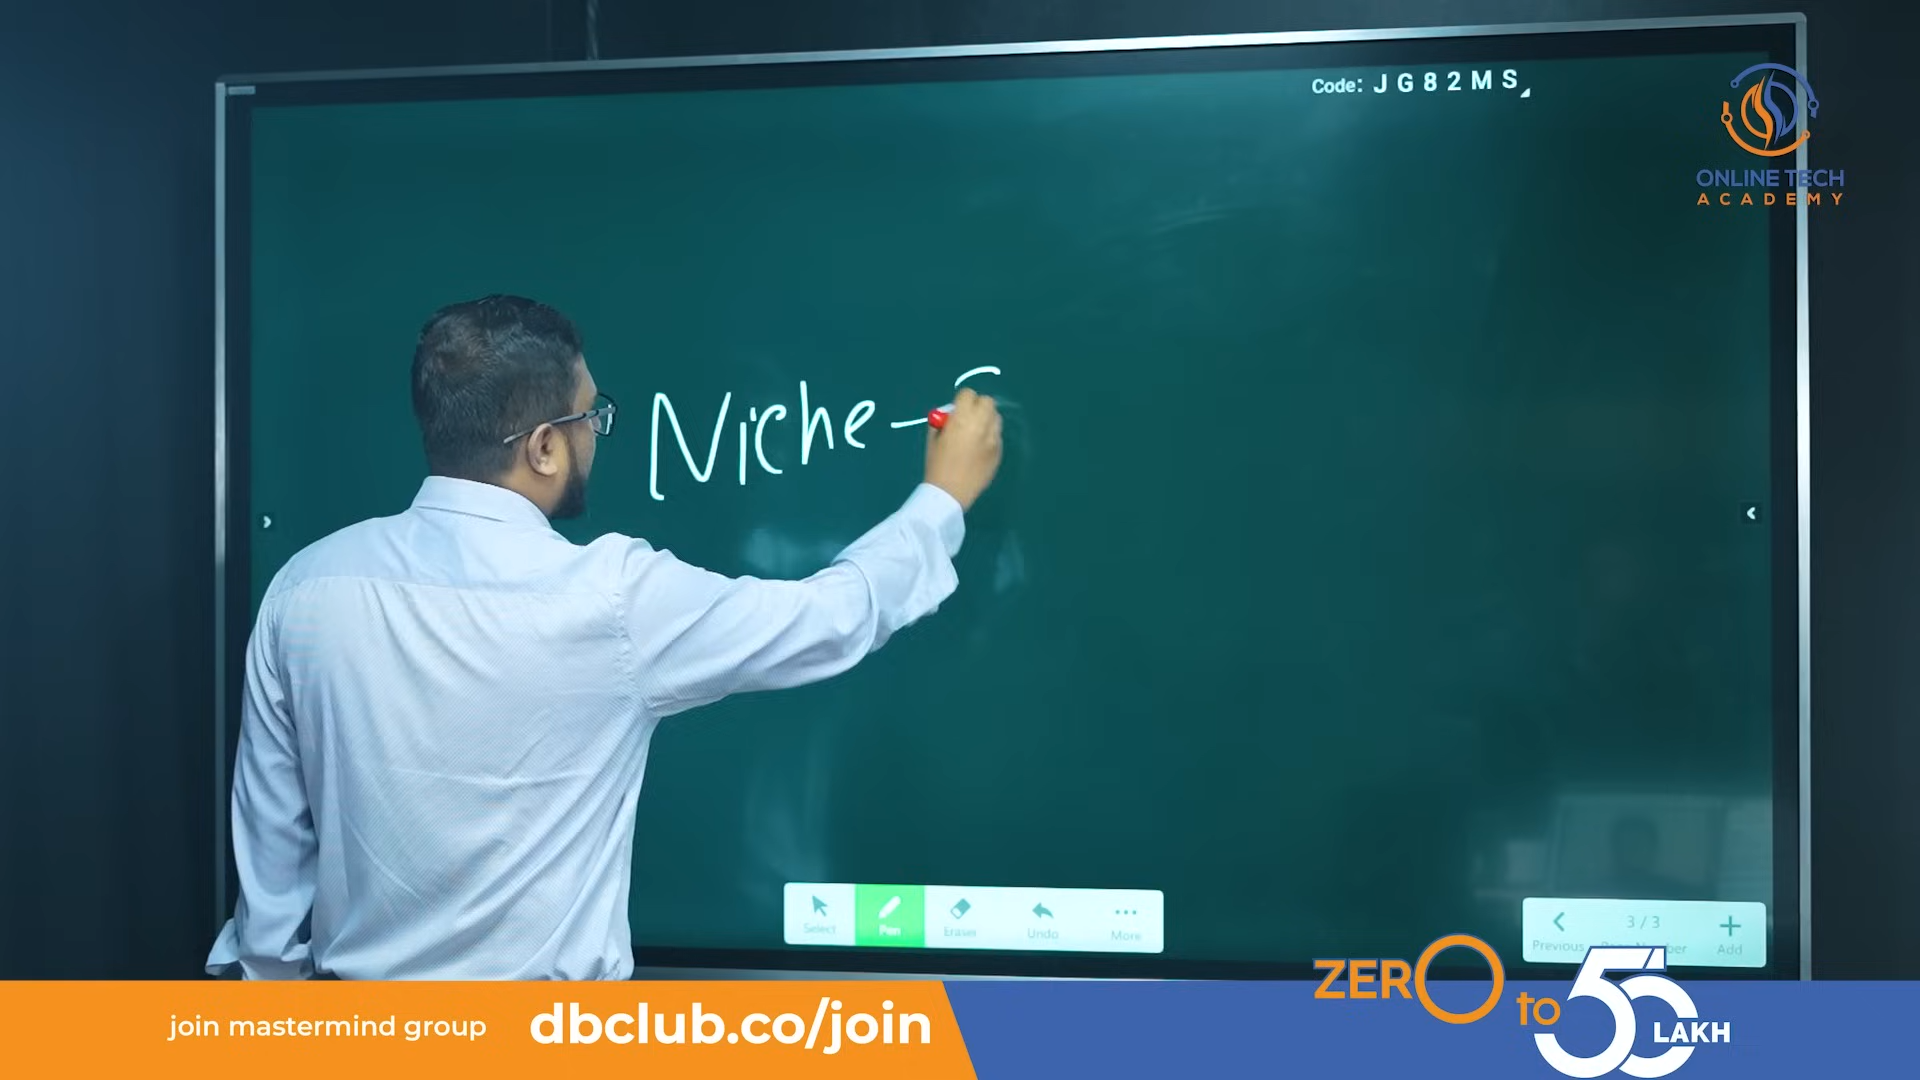 Code: JG82MS
ONLINE TECH
ACADEMY
Niche -
Select
Pen
Eraser
Undo
More
3 / 3
Previous
Add
join mastermind group
dbclub.co/join
ZERO to 50 LAKH